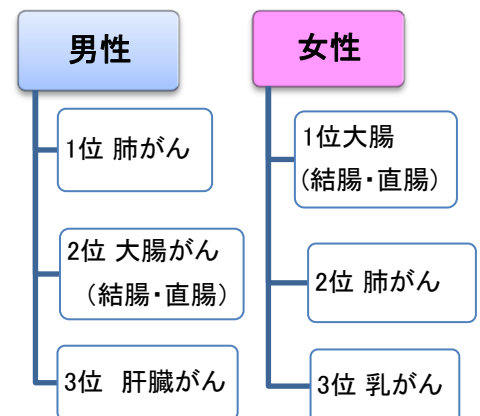 男性
1位 肺がん
2位 大腸がん
（結腸・直腸）
3位　肝臓がん
女性
1位大腸
(結腸・直腸）
2位 肺がん
3位 乳がん